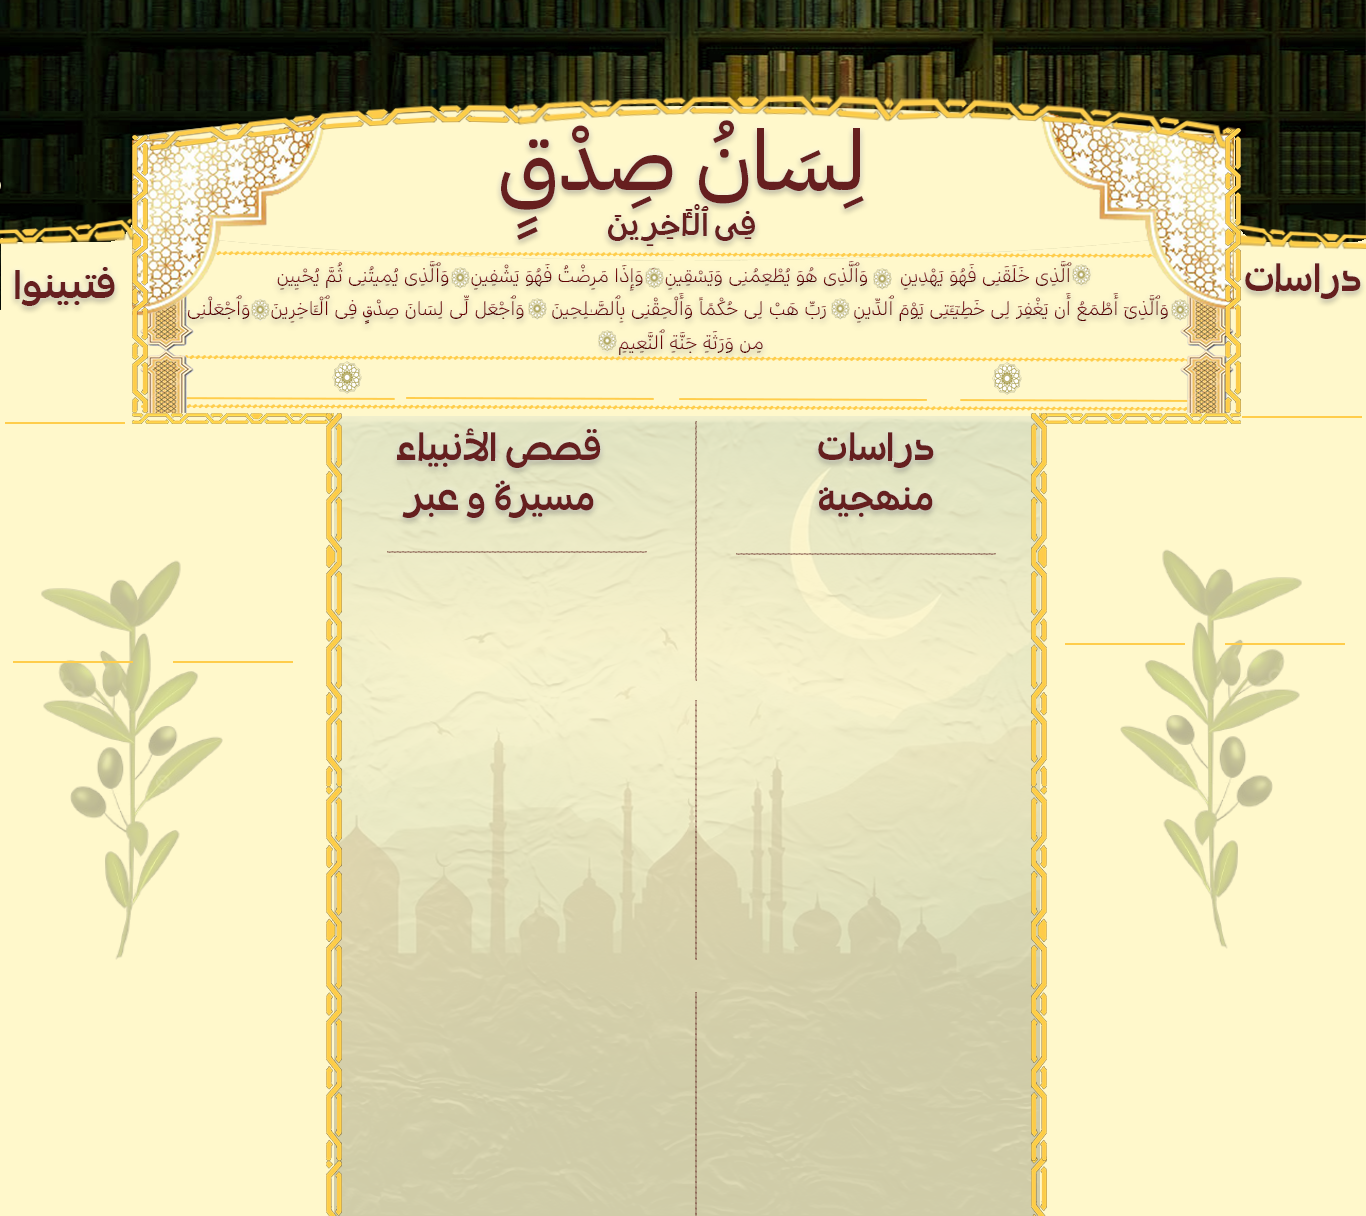 لِسَانُ صِدْقٍ
فِى ٱلْـَٔاخِرِينَ
ٱلَّذِى خَلَقَنِى فَهُوَ يَهْدِينِ وَٱلَّذِى هُوَ يُطْعِمُنِى وَيَسْقِينِ وَإِذَا مَرِضْتُ فَهُوَ يَشْفِينِ وَٱلَّذِى يُمِيتُنِى ثُمَّ يُحْيِينِ
وَٱلَّذِىٓ أَطْمَعُ أَن يَغْفِرَ لِى خَطِيٓـَٔتِى يَوْمَ ٱلدِّينِ رَبِّ هَبْ لِى حُكْمًا وَأَلْحِقْنِى بِٱلصَّـٰلِحِينَ وَٱجْعَل لِّى لِسَانَ صِدْقٍ فِى ٱلْـَٔاخِرِينَ وَٱجْعَلْنِى
مِن وَرَثَةِ جَنَّةِ ٱلنَّعِيمِ
دراسات
فتبينوا
دراسات
منهجية
قصص الأنبياء
مسيرة و عبر